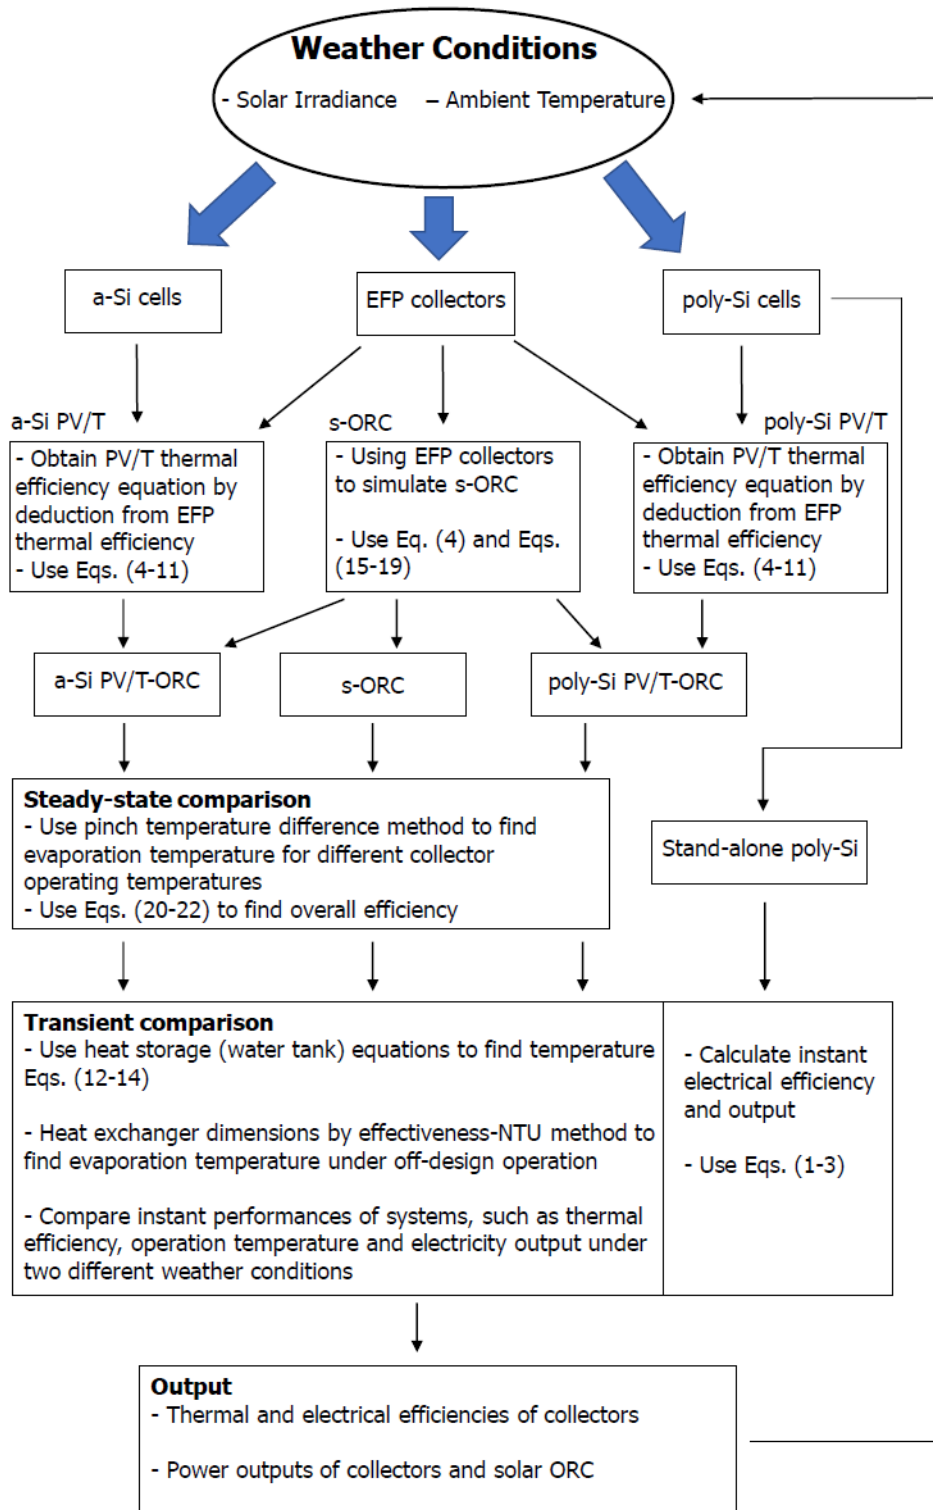 Weather Conditions
- Solar Irradiance – Ambient Temperature
a-Si cells
EFP collectors
poly-Si cells
a-Si PV/T
- Obtain PV/T thermal
efficiency equation by
deduction from EFP
thermal efficiency
- Use Eqs. (4-11)
s-ORC
- Using EFP collectors
to simulate s-ORC
- Use Eq. (4) and Eqs.
(15-19)
poly-Si PV/T
- Obtain PV/T thermal
efficiency equation by
deduction from EFP
thermal efficiency
- Use Eqs. (4-11)
a-Si PV/T-ORC
s-ORC
poly-Si PV/T-ORC
Steady-state comparison
- Use pinch temperature difference method to find
evaporation temperature for different collector
operating temperatures
- Use Eqs. (20-22) to find overall efficiency
Stand-alone poly-Si
Transient comparison
- Use heat storage (water tank) equations to find temperature
Eqs. (12-14)
- Heat exchanger dimensions by effectiveness-NTU method to
find evaporation temperature under off-design operation
- Compare instant performances of systems, such as thermal
efficiency, operation temperature and electricity output under
two different weather conditions
- Calculate instant
electrical efficiency
and output
- Use Eqs. (1-3)
Output
- Thermal and electrical efficiencies of collectors
- Power outputs of collectors and solar ORC